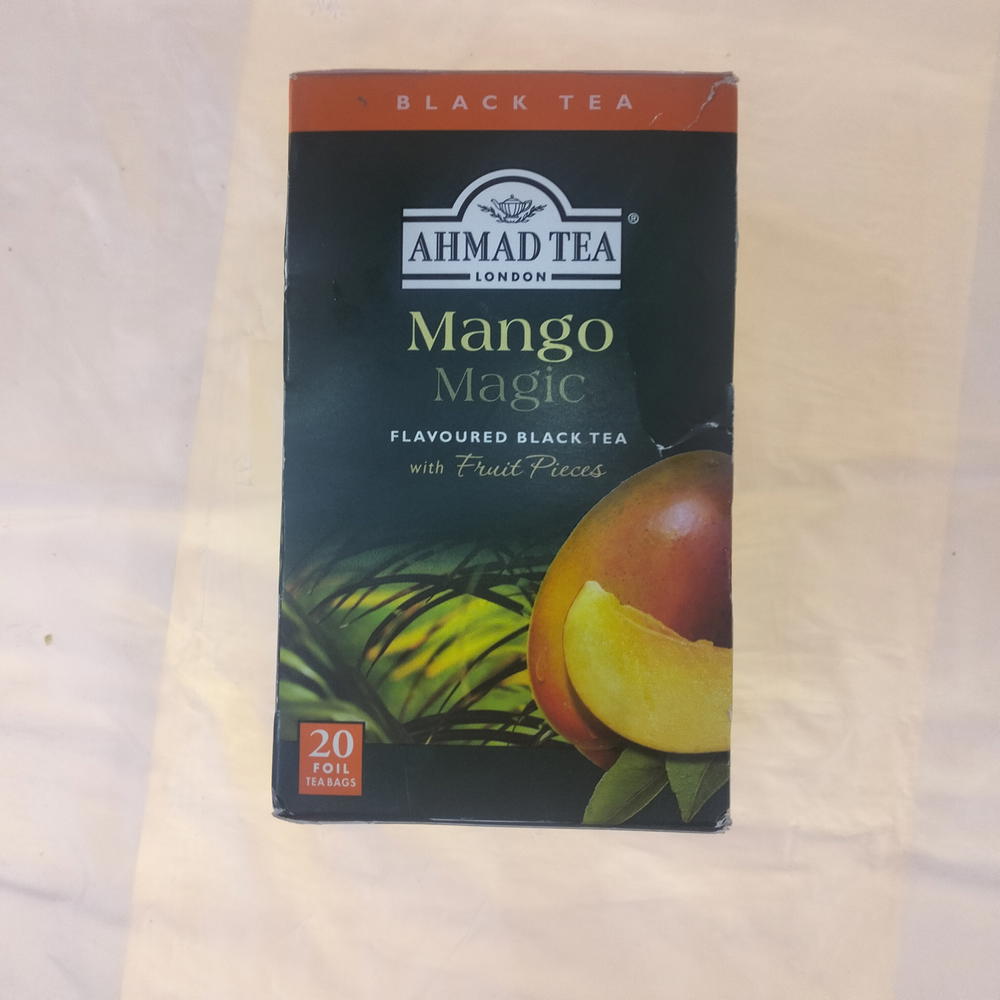 BLACK TEA
AHMAD TEA ®
LONDON
Mango
Magic
FLAVOURED BLACK TEA
with Fruit Pieces
20
FOIL
TEA BAGS